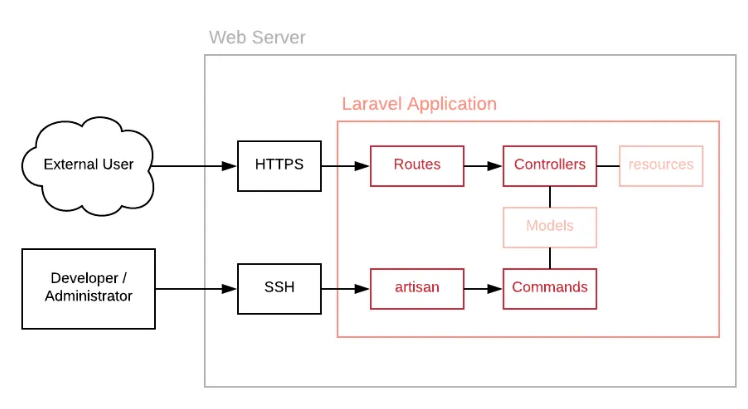 Web Server
Laravel Application
External User
HTTPS
Routes
Controllers
resources
Models
Developer /
Administrator
SSH
artisan
Commands